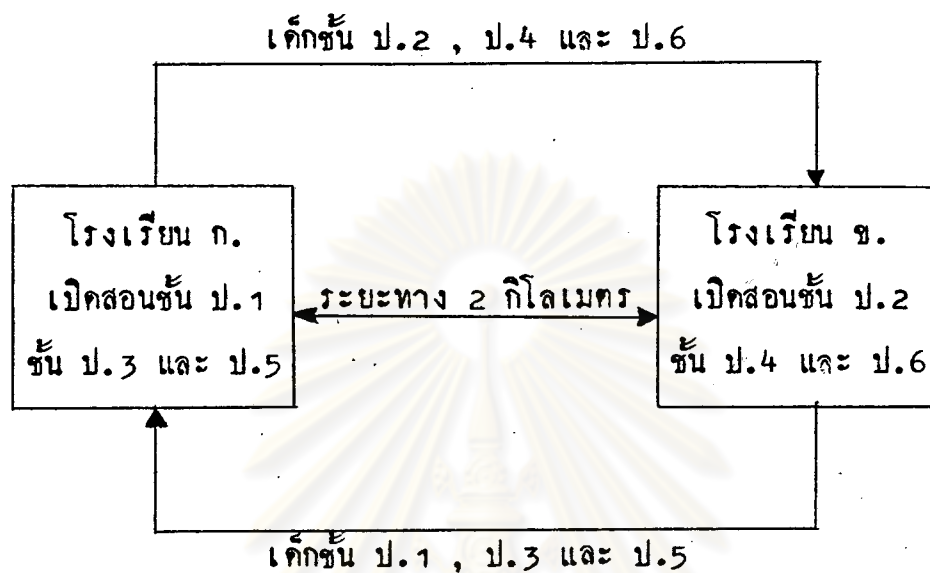 เด็กชั้น ป.2 , ป.4 และ ป.6
โรงเรียน ก.
เปิดสอนชั้น ป.1
ชั้น ป.3 และ ป.5
ระยะทาง 2 กิโลเมตร
โรงเรียน ข.
เปิดสอนชั้น ป.2
ชั้น ป.4 และ ป.6
เด็กชั้น ป.1 , ป.3 และ ป.5